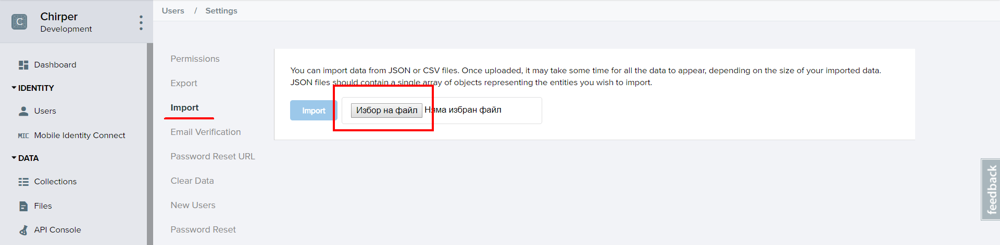 C
Chirper
Development
Users / Settings
Dashboard
IDENTITY
Users
MIC Mobile Identity Connect
DATA
Collections
Files
API Console
Permissions
Export
Import
Email Verification
Password Reset URL
Clear Data
New Users
Password Reset
You can import data from JSON or CSV files. Once uploaded, it may take some time for all the data to appear, depending on the size of your imported data.
JSON files should contain a single array of objects representing the entities you wish to import.
Import Избор на файл Няма избран файл
feedback